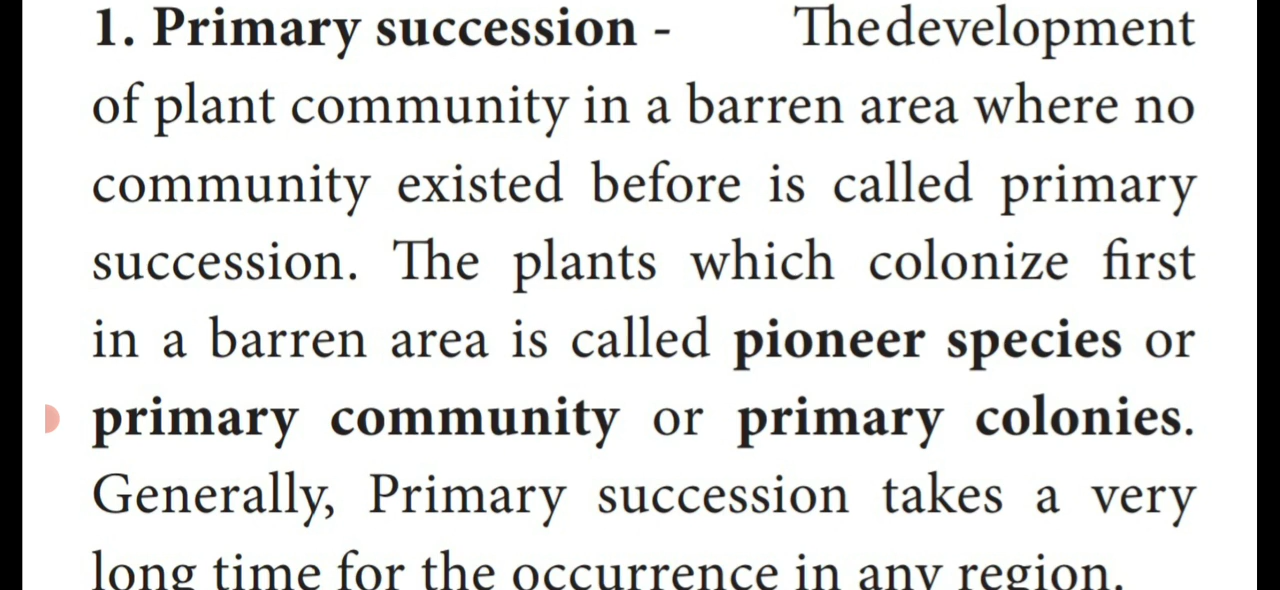 1. Primary succession - Thedevelopment
of plant community in a barren area where no
community existed before is called primary
succession. The plants which colonize first
in a barren area is called pioneer species or
primary community or primary colonies.
Generally, Primary succession takes a very
long time for the occurrence in any region.